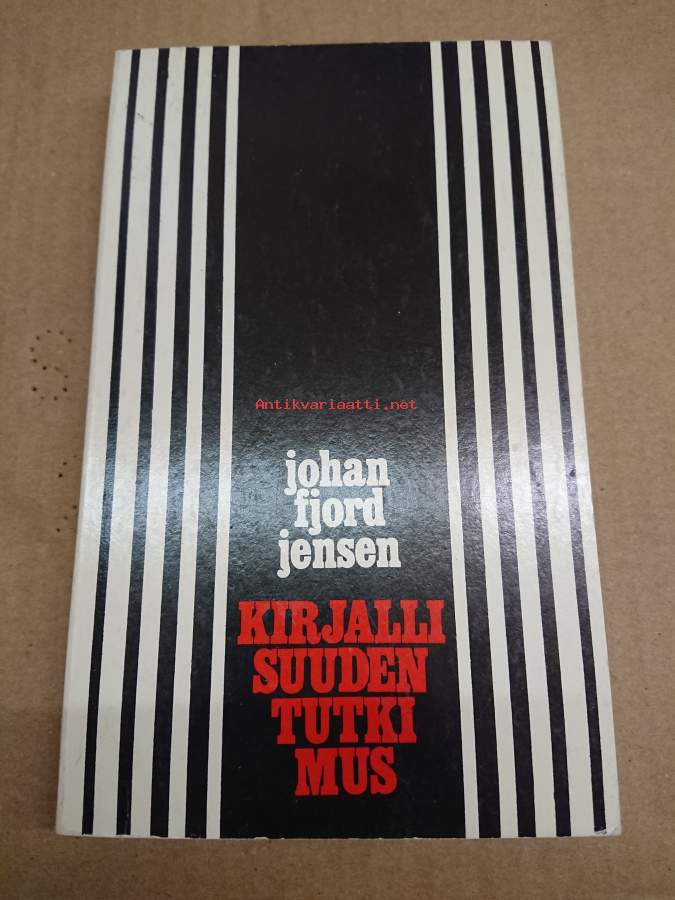 Antikvariaatti.net
johan
fjord
jensen
KIRJALLI
SUUDEN
TUTKI
MUS